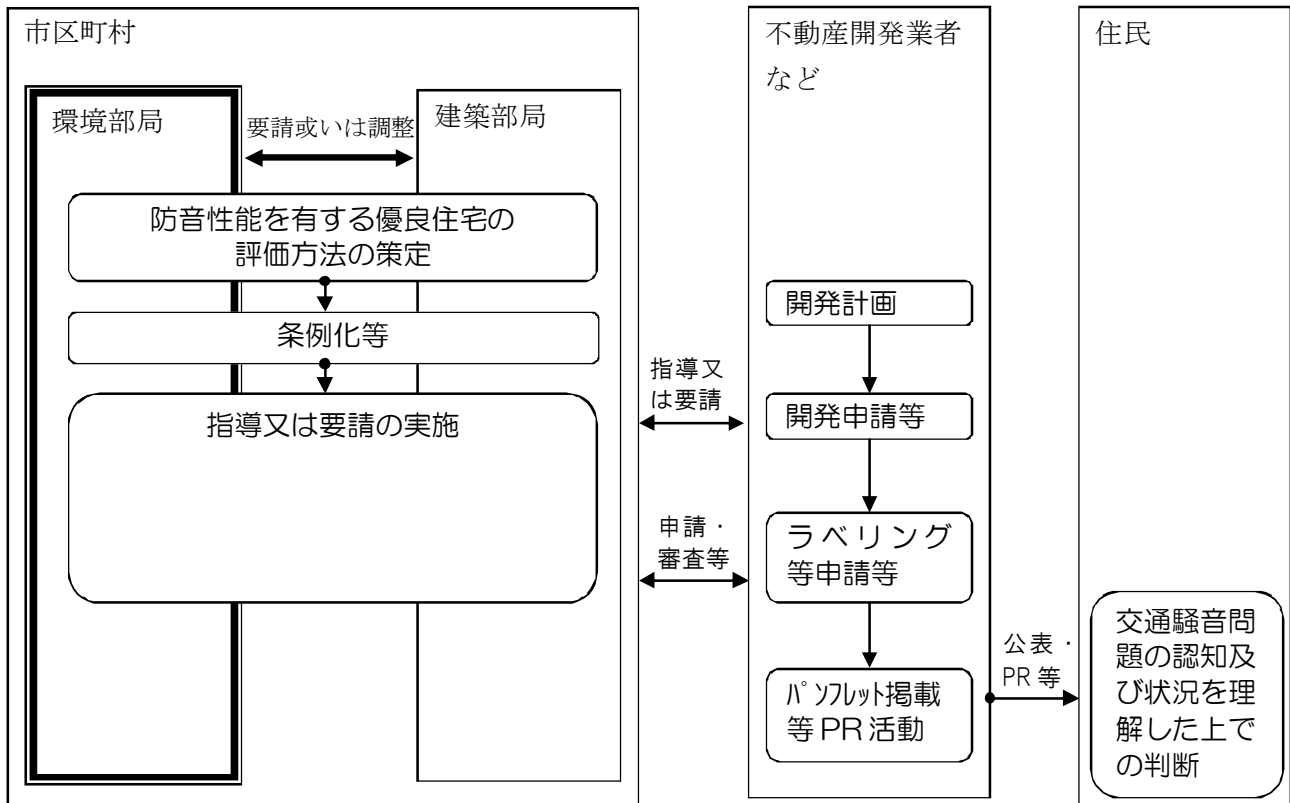 市区町村
環境部局
要請或いは調整
建築部局
防音性能を有する優良住宅の
評価方法の策定
条例化等
指導又は要請の実施
指導又
は要請
申請・
審査等
不動産開発業者
など
開発計画
開発申請等
ラベリング
等申請等
パンフレット掲載
等PR活動
公表・
PR等
住民
交通騒音問
題の認知及
び状況を理
解した上で
の判断